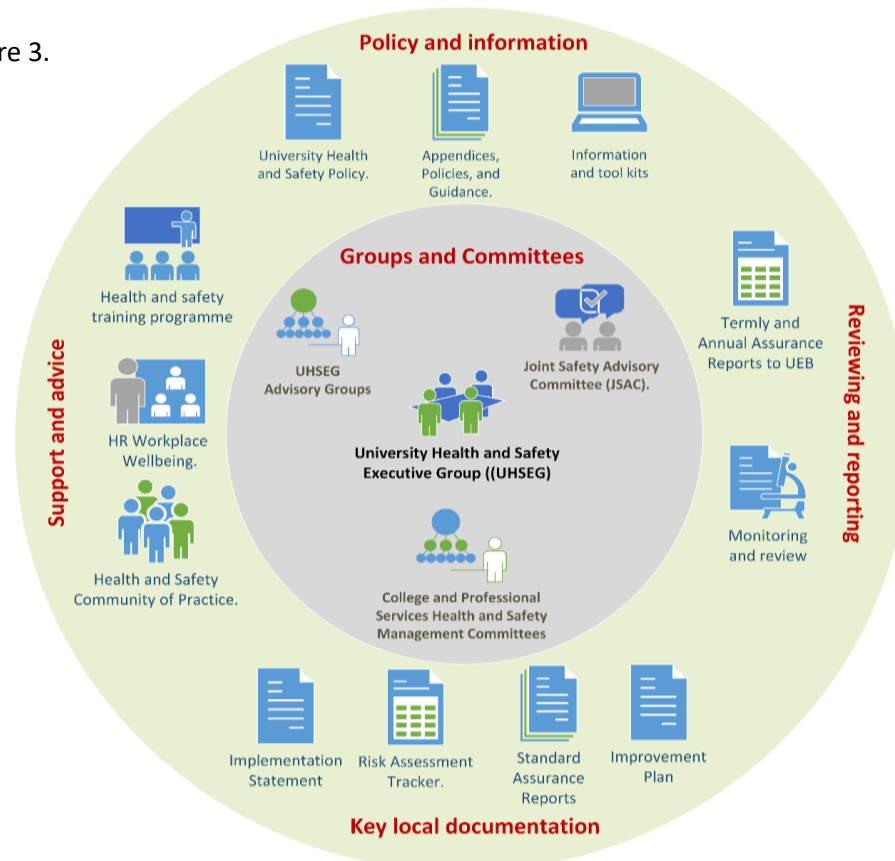 re 3.
Policy and information
University Health
and Safety Policy.
Appendices,
Policies, and
Guidance.
Information
and tool kits
Groups and Committees
UHSEG
Advisory Groups
Joint Safety Advisory
Committee (JSAC).
University Health and Safety
Executive Group ((UHSEG)
College and Professional
Services Health and Safety
Management Committees
Support and advice
Health and safety
training programme
HR Workplace
Wellbeing.
Health and Safety
Community of Practice.
Reviewing and reporting
Termly and
Annual Assurance
Reports to UEB
Monitoring
and review
Implementation
Statement
Risk Assessment
Tracker.
Standard
Assurance
Reports
Improvement
Plan
Key local documentation